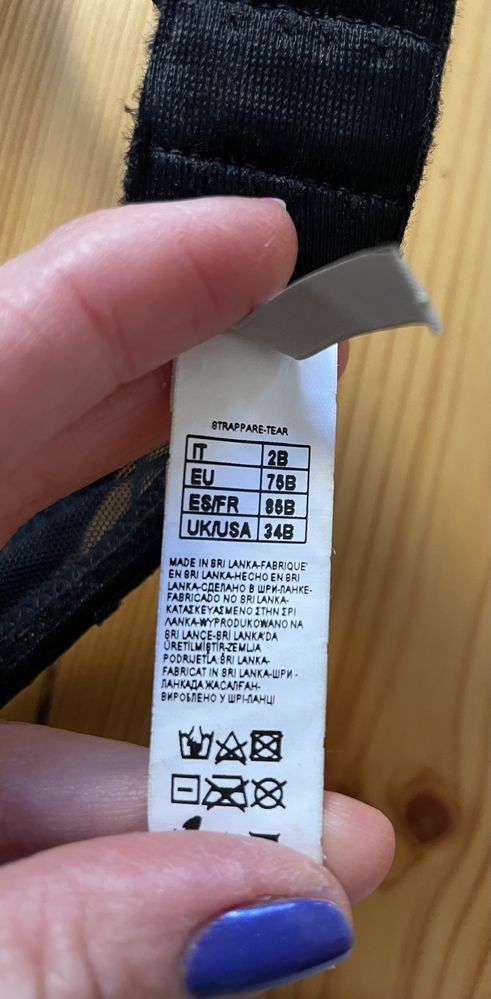 STRAPPARE-TEAR
IT 2B
EU 75B
ES/FR 85B
UK/USA 34B
MADE IN SRI LANKA-FABRIQUE'
EN SRI LANKA-HECHO EN SRI
LANKA-СДЕЛАНО В ШРИ-ЛАНКЕ-
FABRICADO NO SRI LANKA-
ΚΑΤΑΣΚΕΥΑΣΜΕΝΟ ΣΤΗΝ ΣΡΙ
ΛΑΝΚΑ-WYPRODUKOWANO NA
SRI LANCE-SRI LANKA'DA
ÜRETİLMİŞTİR-ZEMLJA
PODRIJETLA: SRI LANKA-
FABRICAT IN SRI LANKA-ШРИ -
ЛАНКАДА ЖАСАЛҒАН-
ВИРОБЛЕНО У ШРІ-ЛАНЦІ